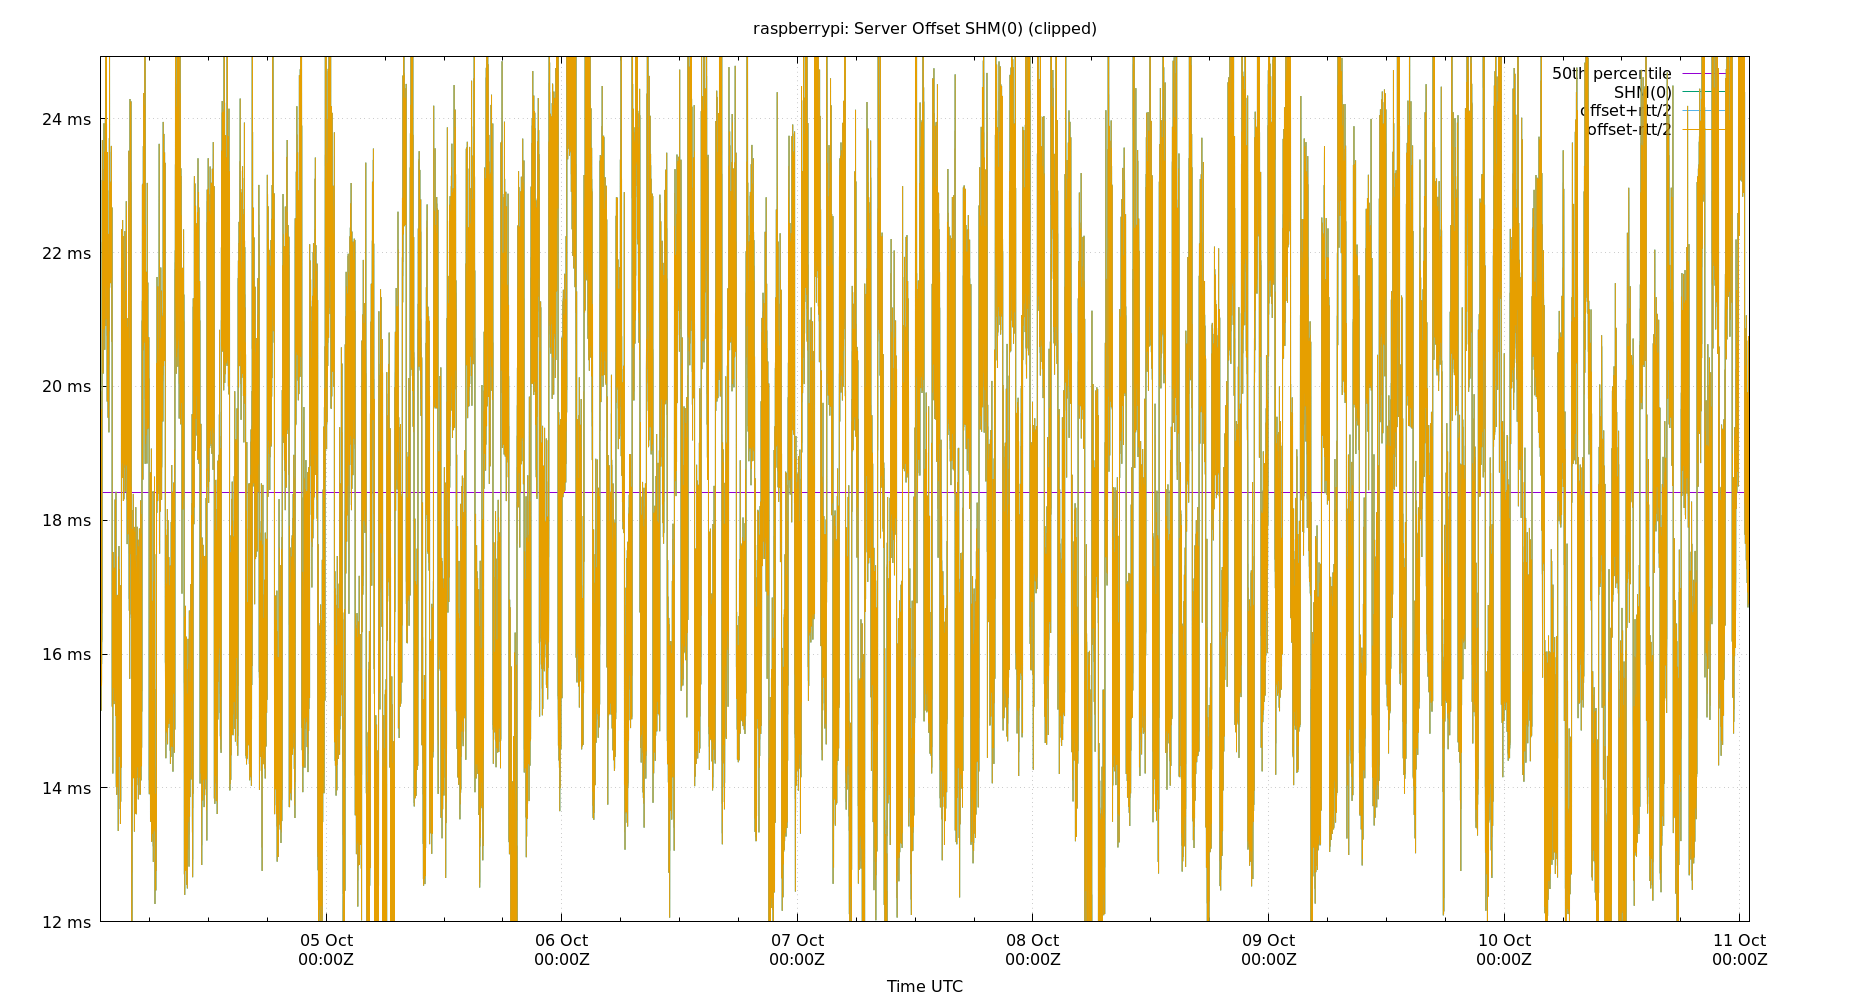 raspberrypi: Server Offset SHM(0) (clipped)
50th percentile
SHM(0)
offset+rtt/2
offset-rtt/2
24 ms
22 ms
20 ms
18 ms
16 ms
14 ms
12 ms
05 Oct 06 Oct 07 Oct 08 Oct 09 Oct 10 Oct 11 Oct
00:00Z 00:00Z 00:00Z 00:00Z 00:00Z 00:00Z 00:00Z
Time UTC